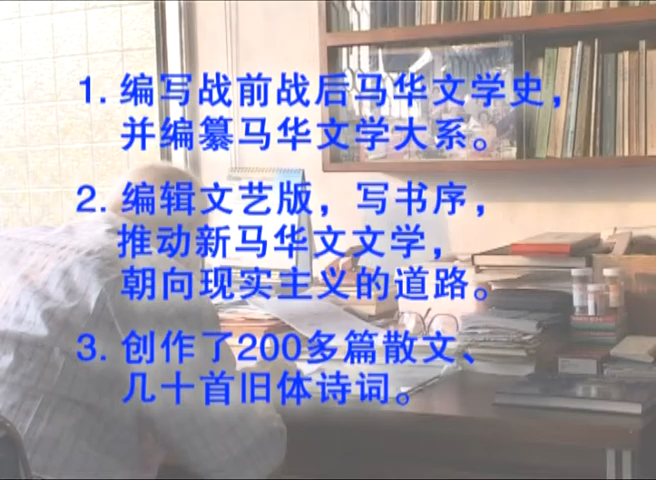 1. 编写战前战后马华文学史，
并编纂马华文学大系。
2. 编辑文艺版，写书序，
推动新马华文文学，
朝向现实主义的道路。
3. 创作了200多篇散文、
几十首旧体诗词。